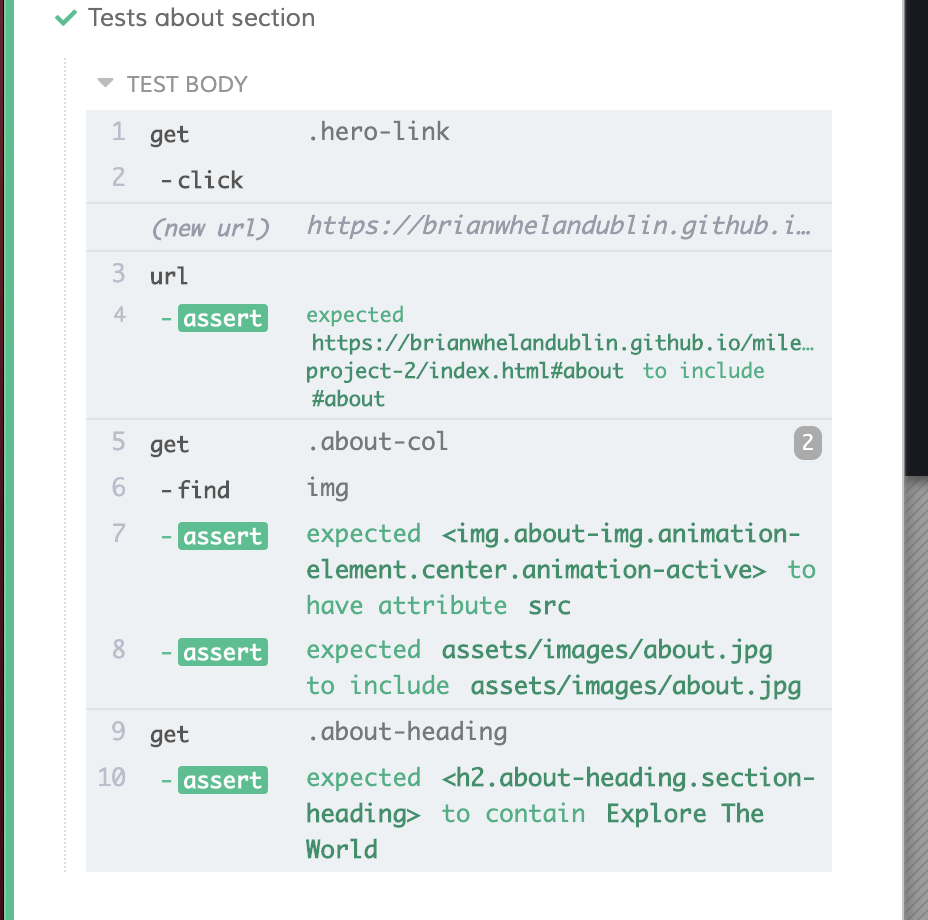 Tests about section
TEST BODY
1 get .hero-link
2 -click
(new url) https://brianwhelandublin.github.i…
3 url
4 -assert expected
https://brianwhelandublin.github.io/mile…
project-2/index.html#about to include
#about
5 get .about-col 2
6 -find img
7 -assert expected <img.about-img.animation-
element.center.animation-active> to
have attribute src
8 -assert expected assets/images/about.jpg
to include assets/images/about.jpg
9 get .about-heading
10 -assert expected <h2.about-heading.section-
heading> to contain Explore The
World